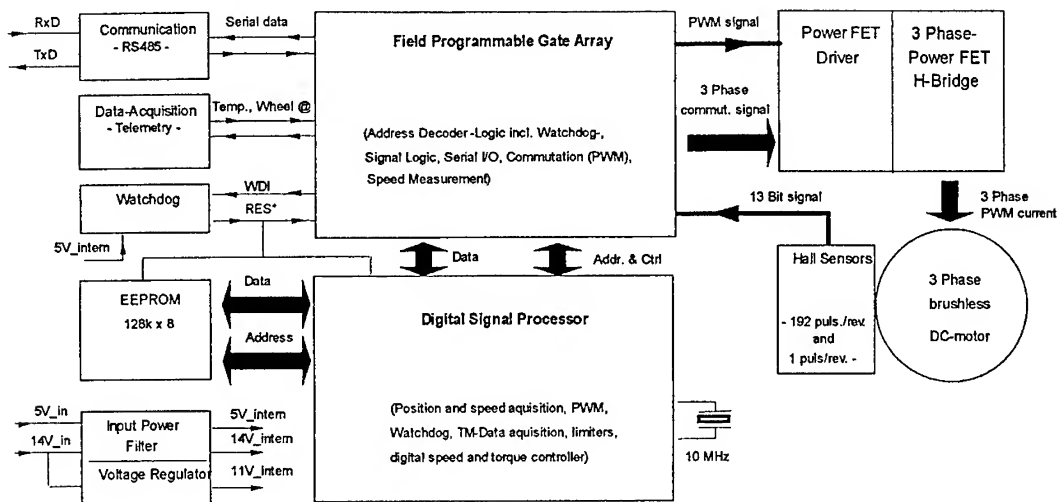 RxD
TxD
Communication
- RS485 -
Serial data
Field Programmable Gate Array
(Address Decoder-Logic incl. Watchdog-,
Signal Logic, Serial I/O, Commutation (PWM),
Speed Measurement)
PWM signal
3 Phase
commut. signal
13 Bit signal
Power FET
Driver
3 Phase-
Power FET
H-Bridge
Data-Acquisition
- Telemetry -
Temp., Wheel @
Watchdog
WDI
RES*
5V_intern
3 Phase
PWM current
Data
Addr. & Ctrl
EEPROM
128k x 8
Data
Address
Digital Signal Processor
(Position and speed aquisition, PWM,
Watchdog, TM-Data aquisition, limiters,
digital speed and torque controller)
Hall Sensors
- 192 puls./rev.
and
1 puls/rev. -
3 Phase
brushless
DC-motor
5V_in
14V_in
Input Power
Filter
Voltage Regulator
5V_intern
14V_intern
11V_intern
10 MHz